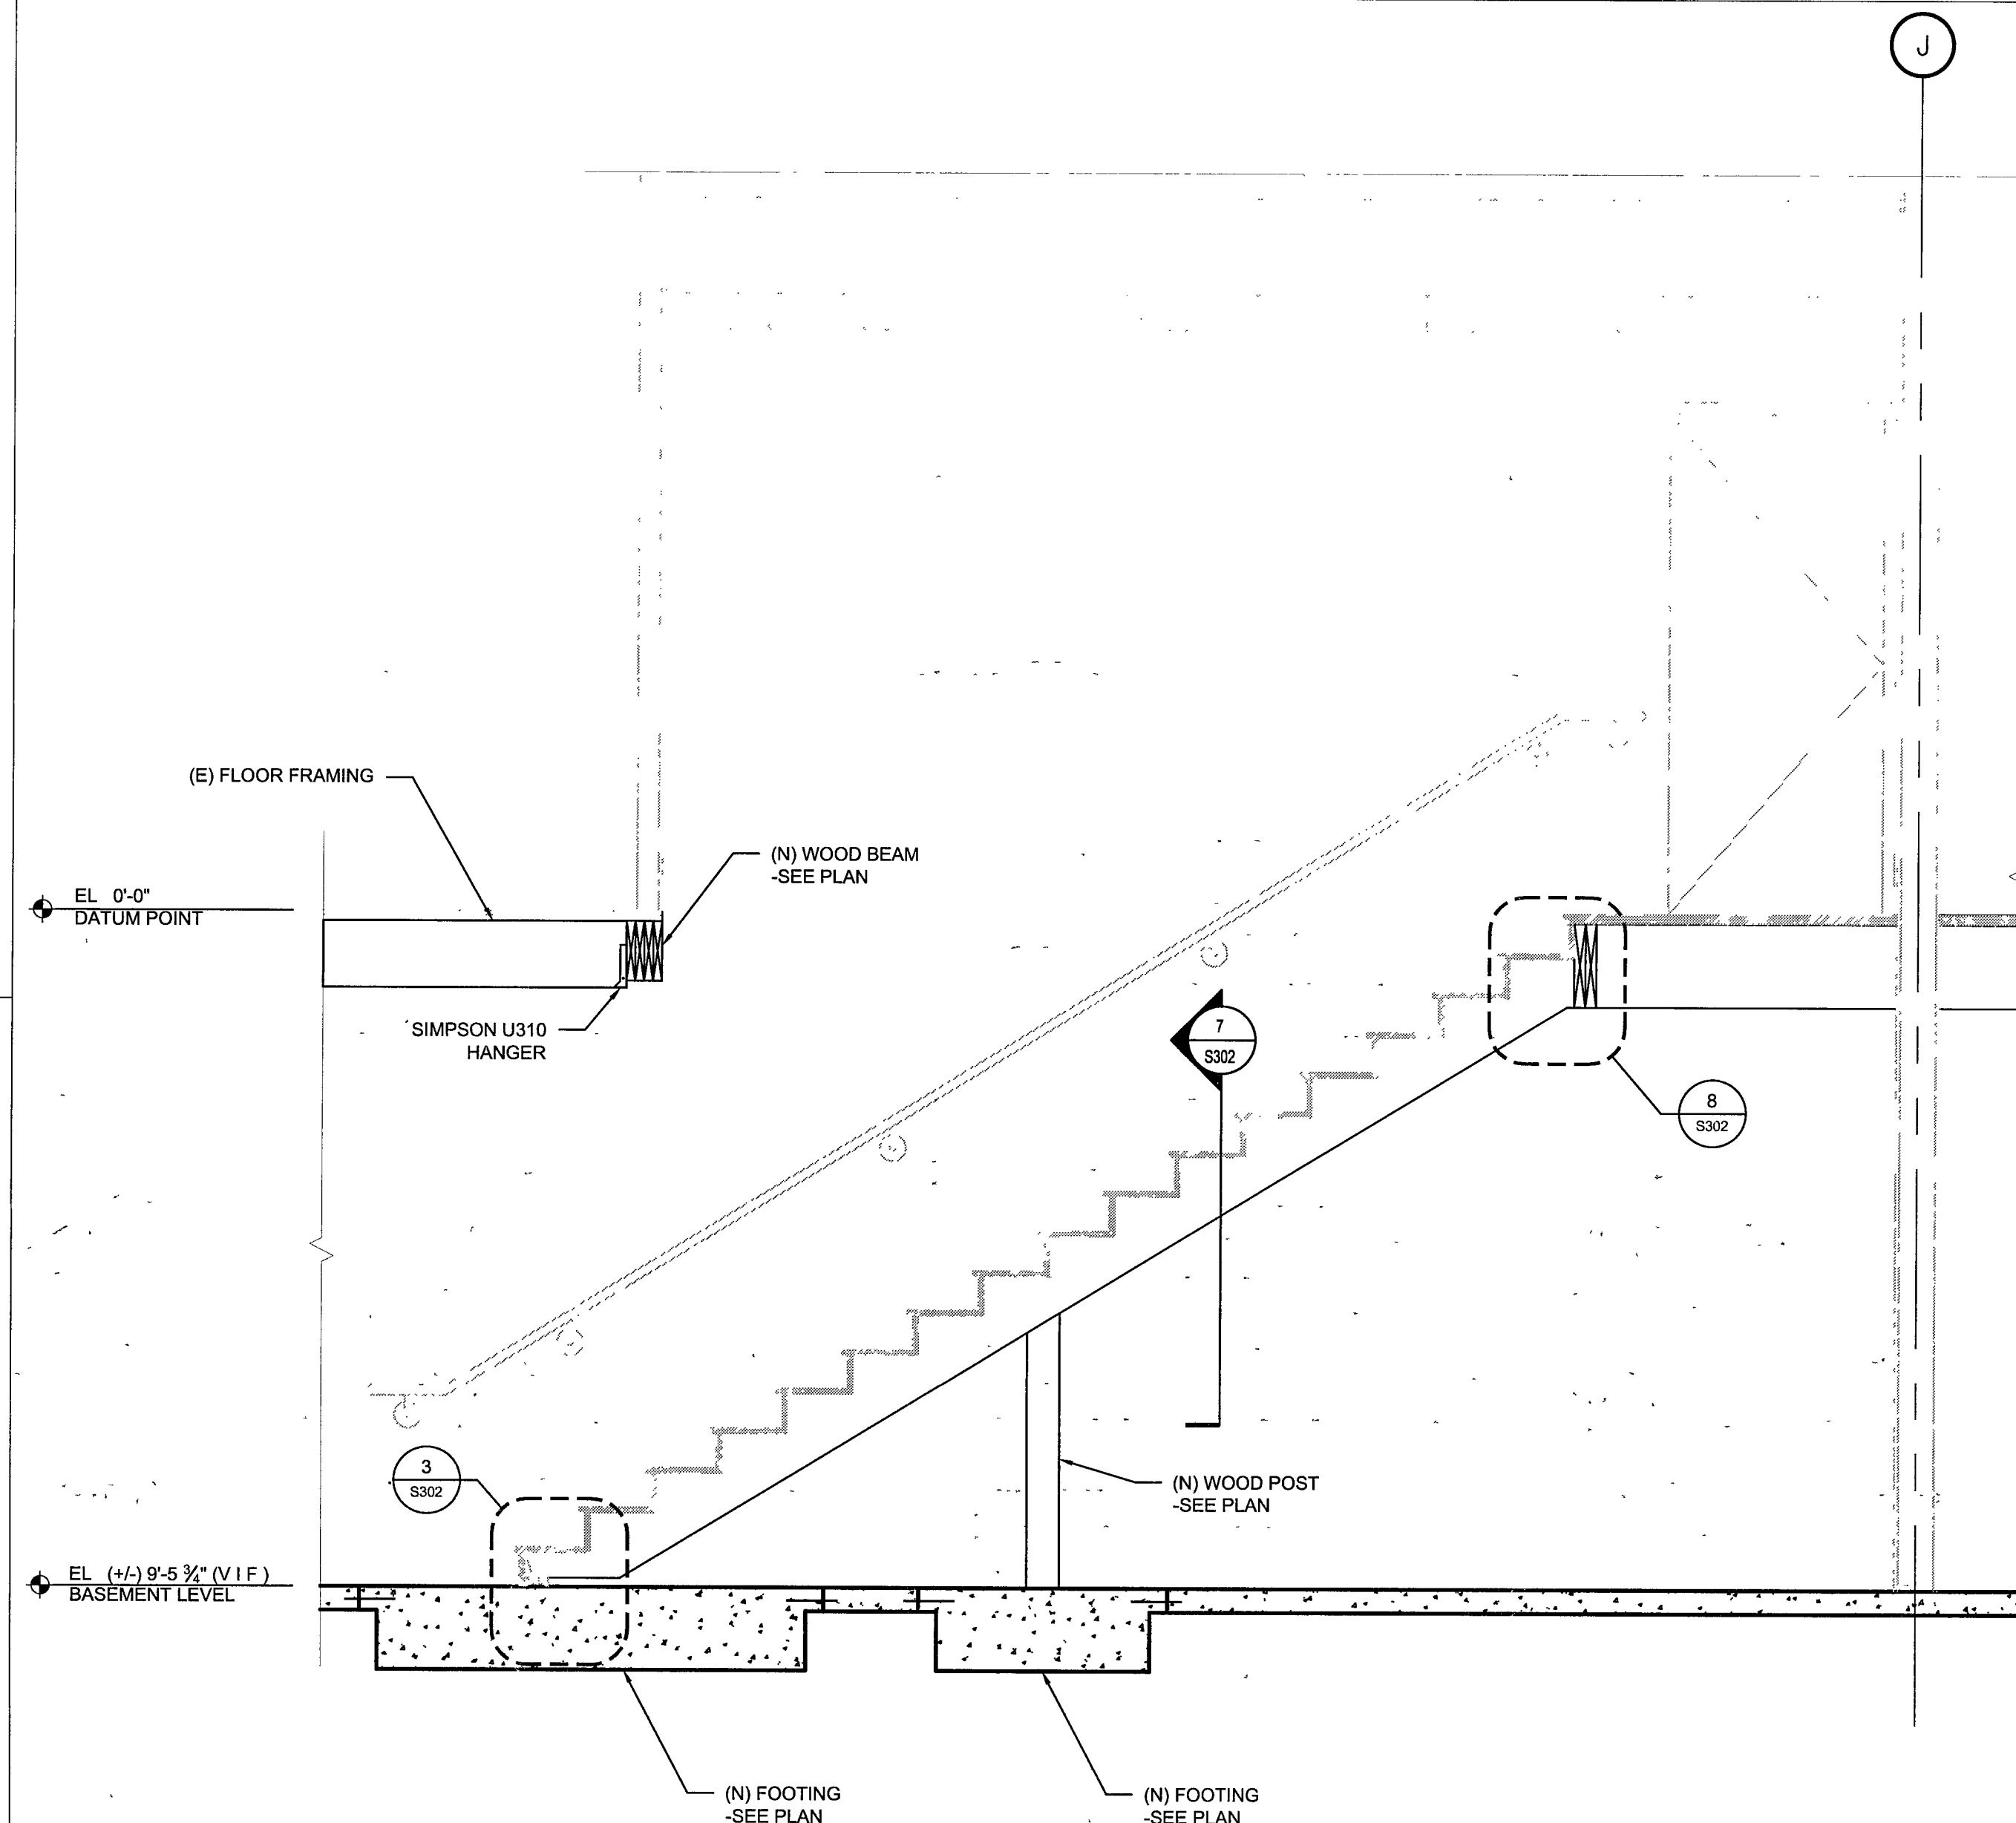 J
(E) FLOOR FRAMING
(N) WOOD BEAM
-SEE PLAN
EL 0'-0"
DATUM POINT
SIMPSON U310
HANGER
7
S302
8
S302
3
S302
(N) WOOD POST
-SEE PLAN
EL (+/-) 9'-5 ¾" (V I F)
BASEMENT LEVEL
(N) FOOTING
-SEE PLAN
(N) FOOTING
-SEE PLAN